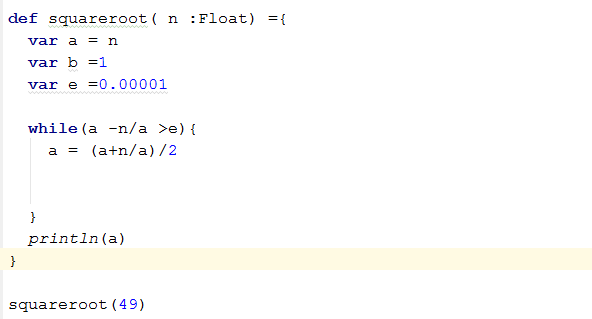 def squareroot( n :Float) ={
var a = n
var b =1
var e =0.00001
while(a -n/a >e){
a = (a+n/a)/2
}
println(a)
}
squareroot(49)